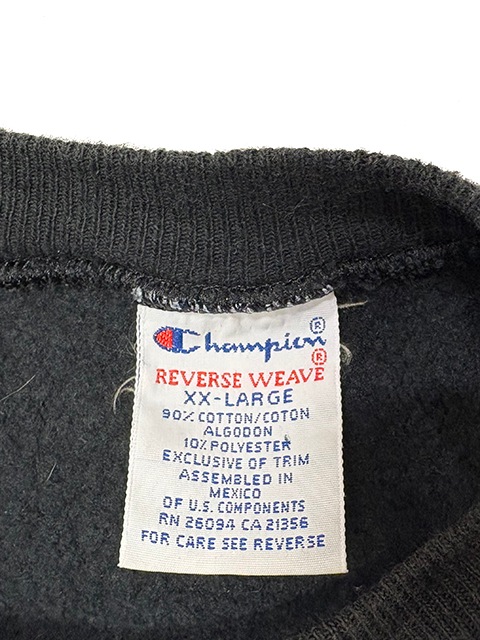 Champion®
REVERSE WEAVE®
XX-LARGE
90% COTTON/COTON
ALGODON
10% POLYESTER
EXCLUSIVE OF TRIM
ASSEMBLED IN
MEXICO
OF U.S. COMPONENTS
RN 26094 CA 21356
FOR CARE SEE REVERSE